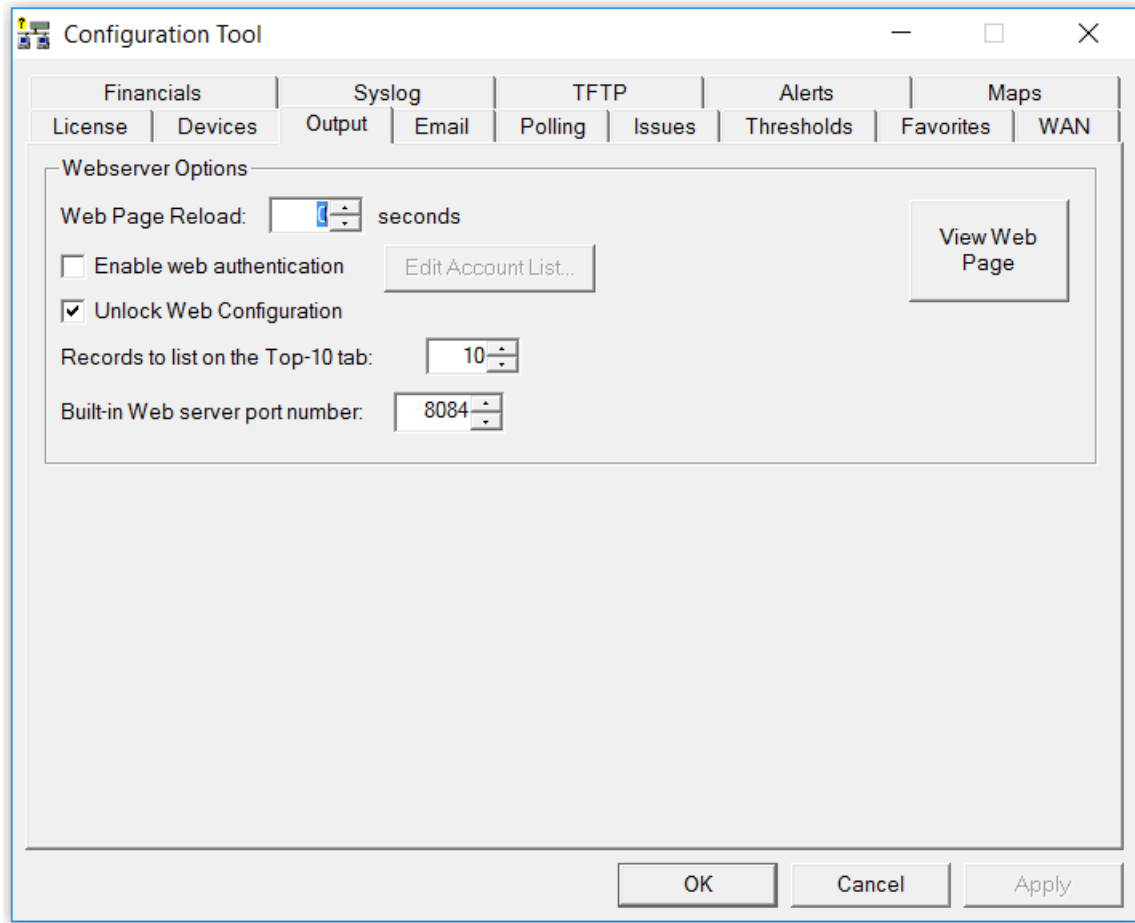 Configuration Tool
Financials Syslog TFTP Alerts Maps
License Devices Output Email Polling Issues Thresholds Favorites WAN
Webserver Options
Web Page Reload: 0 seconds
View Web
Page
Enable web authentication Edit Account List...
Unlock Web Configuration
Records to list on the Top-10 tab: 10
Built-in Web server port number: 8084
OK Cancel Apply